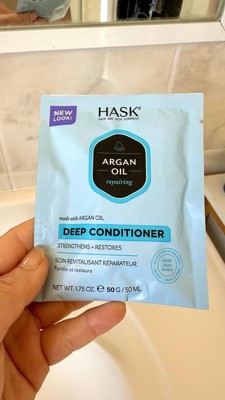 NEW
LOOK!
HASK®
ARGAN
OIL
repairing
made with ARGAN OIL
DEEP CONDITIONER
STRENGTHENS + RESTORES
SOIN REVITALISANT RÉPARATEUR
Fortifie et restaure
NET WT. 1.75 OZ. ℮ 50 G / 50 ML